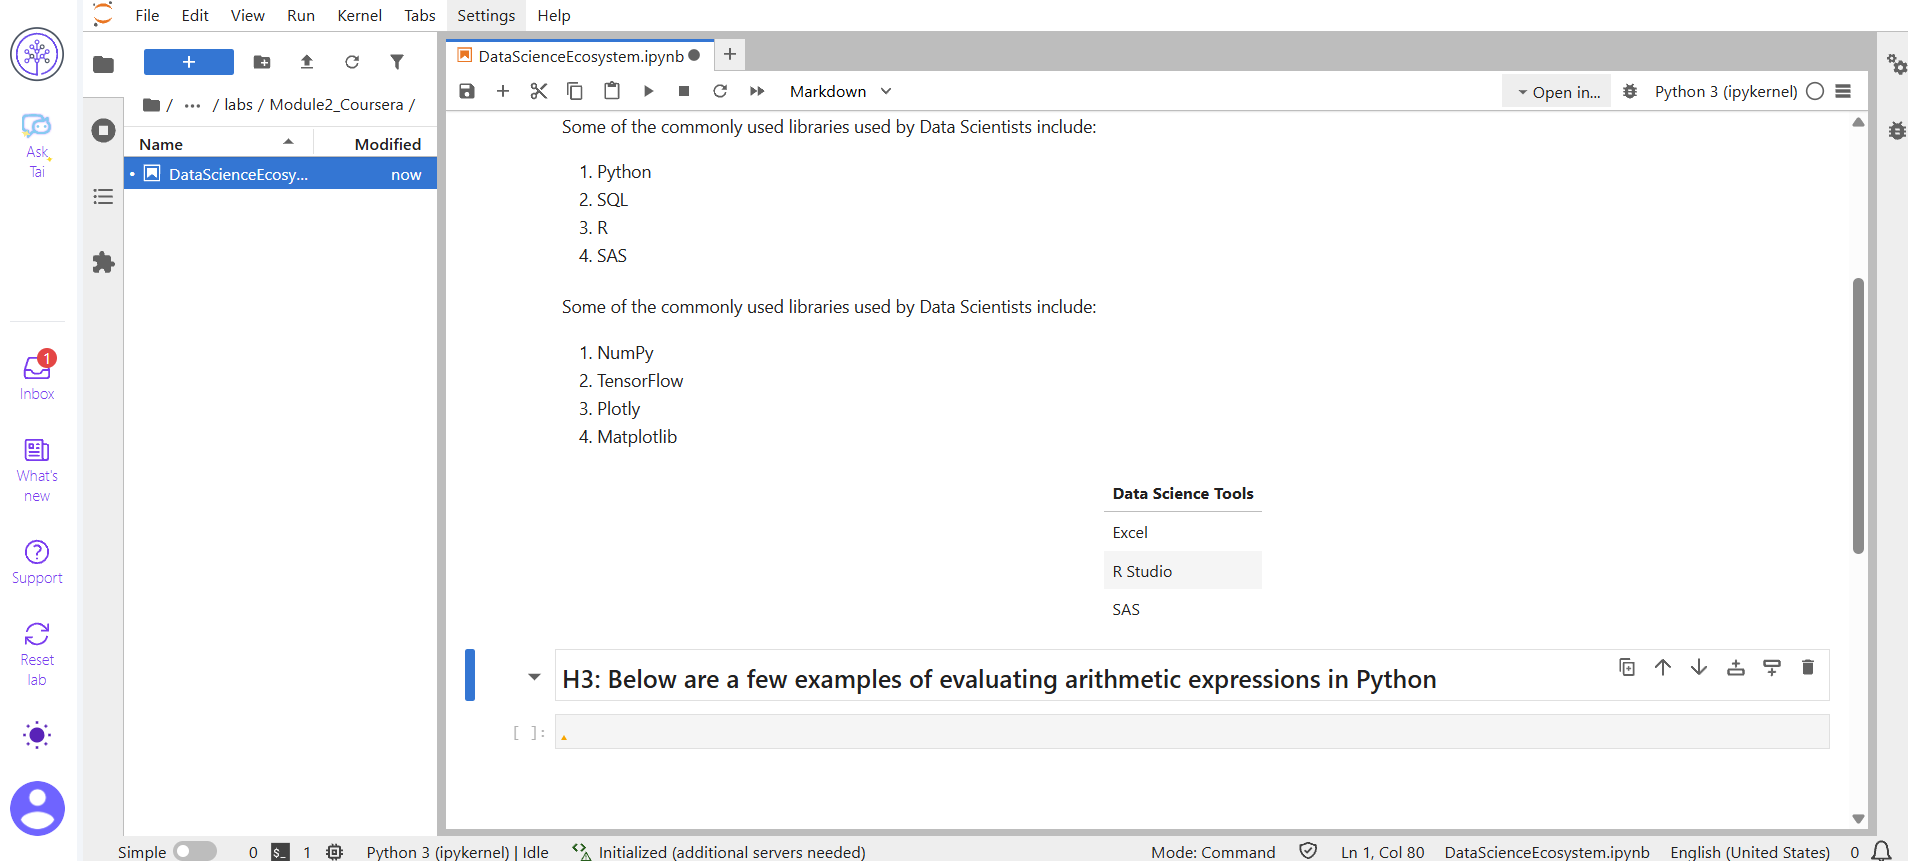 File Edit View Run Kernel Tabs Settings Help
Ask
Tai
1
Inbox
What's
new
Support
Reset
lab
+
/ ... / labs / Module2_Coursera /
Name Modified
DataScienceEcosy... now
DataScienceEcosystem.ipynb
Markdown
Open in...
Python 3 (ipykernel)
Some of the commonly used libraries used by Data Scientists include:
1. Python
2. SQL
3. R
4. SAS
Some of the commonly used libraries used by Data Scientists include:
1. NumPy
2. TensorFlow
3. Plotly
4. Matplotlib
Data Science Tools
Excel
R Studio
SAS
H3: Below are a few examples of evaluating arithmetic expressions in Python
[ ]:
Simple 0 $_ 1 Python 3 (ipykernel) | Idle Initialized (additional servers needed) Mode: Command Ln 1, Col 80 DataScienceEcosystem.ipynb English (United States) 0